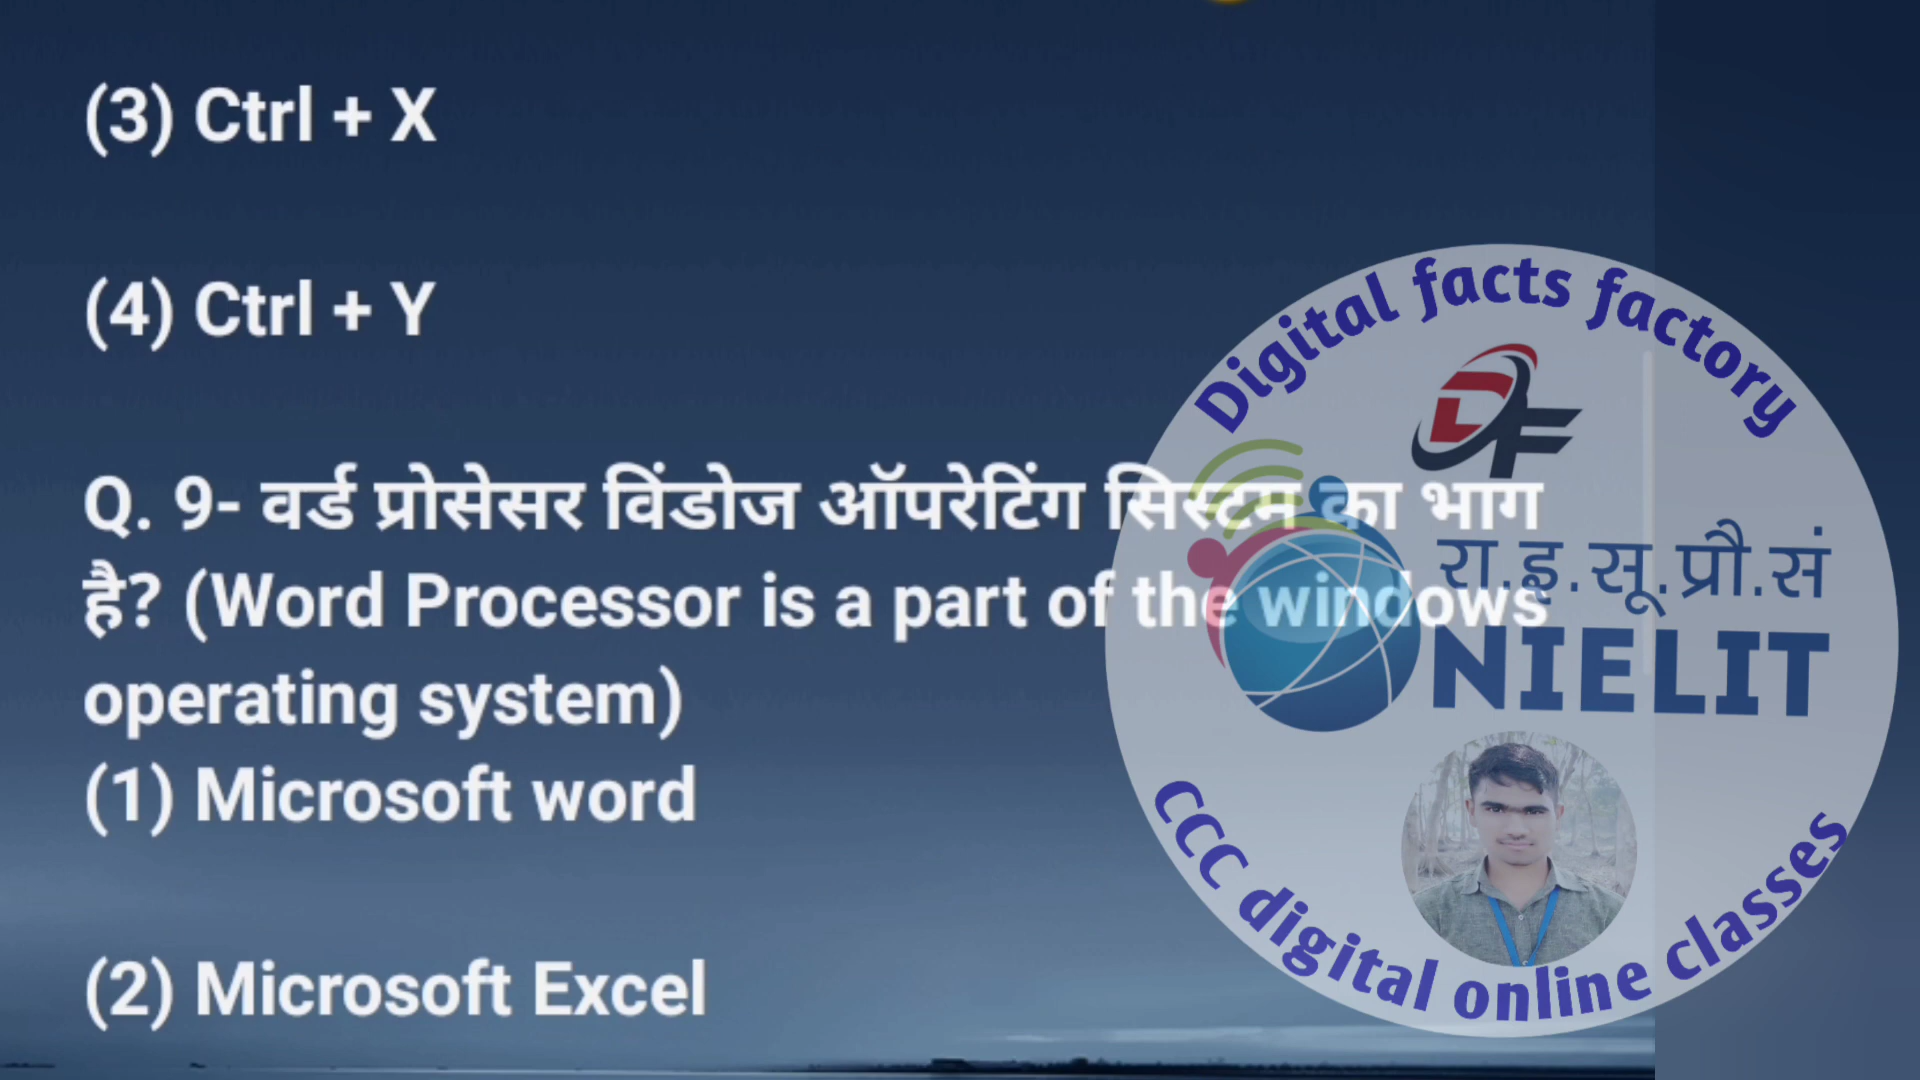 (3) Ctrl + X
(4) Ctrl + Y
Q. 9- वर्ड प्रोसेसर विंडोज ऑपरेटिंग सिस्टम का भाग
है? (Word Processor is a part of the windows
operating system)
(1) Microsoft word
(2) Microsoft Excel
Digital facts factory
DF
रा.इ.सू.प्रौ.सं
NIELIT
CCC digital online classes